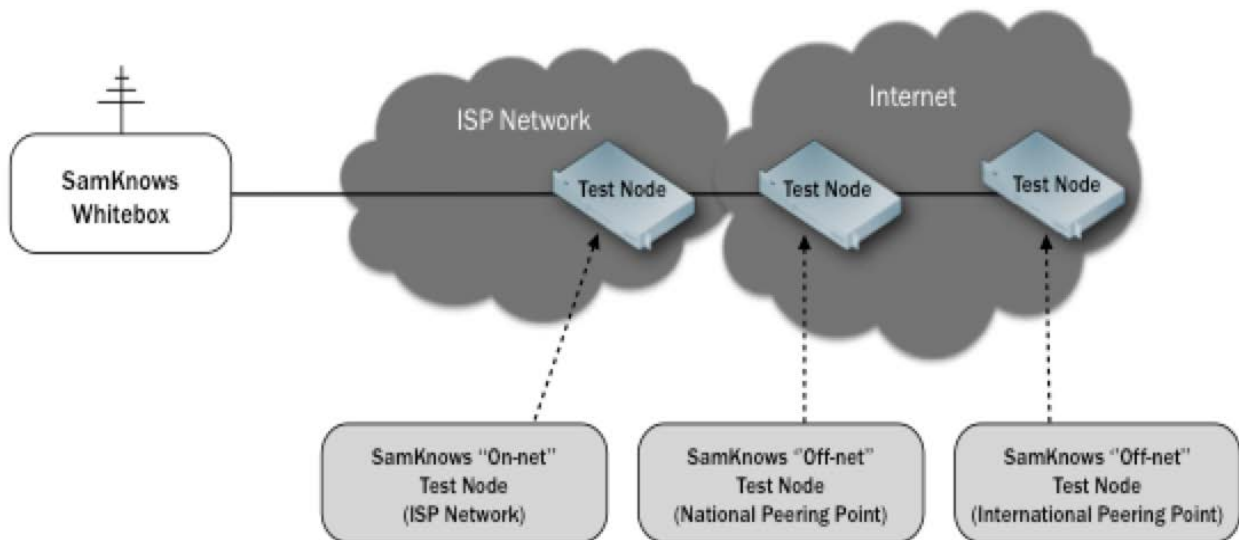 ISP Network
Internet
SamKnows
Whitebox
Test Node
Test Node
Test Node
SamKnows “On-net”
Test Node
(ISP Network)
SamKnows “Off-net”
Test Node
(National Peering Point)
SamKnows “Off-net”
Test Node
(International Peering Point)